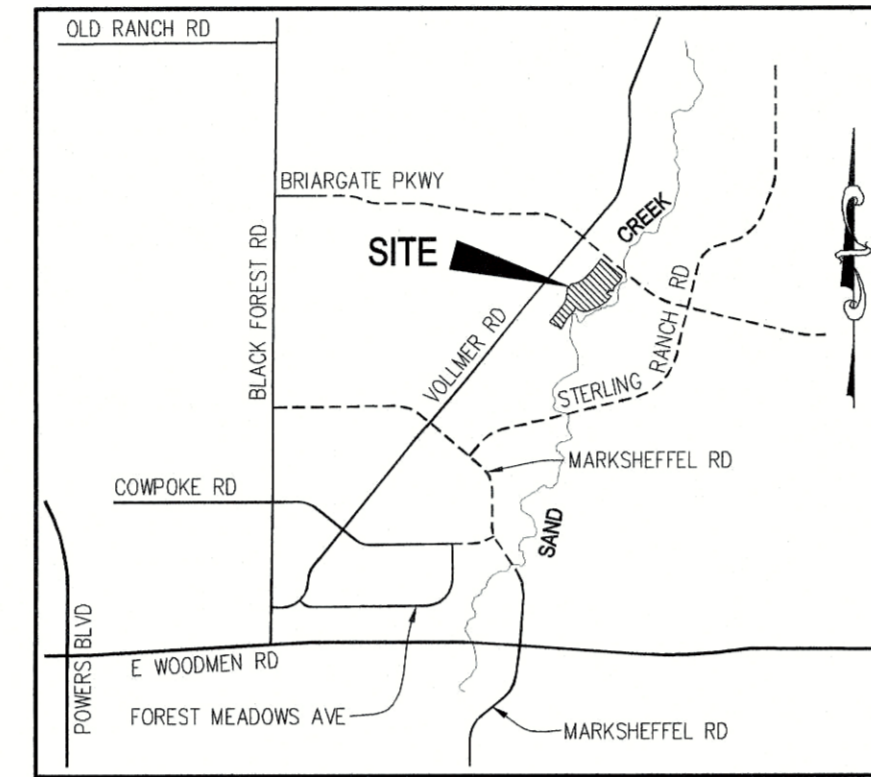 OLD RANCH RD
BRIARGATE PKWY
CREEK
SITE
BLACK FOREST RD
VOLLMER RD
STERLING
RANCH RD
MARKSHEFFEL RD
COWPOKE RD
SAND
POWERS BLVD
E WOODMEN RD
FOREST MEADOWS AVE
MARKSHEFFEL RD